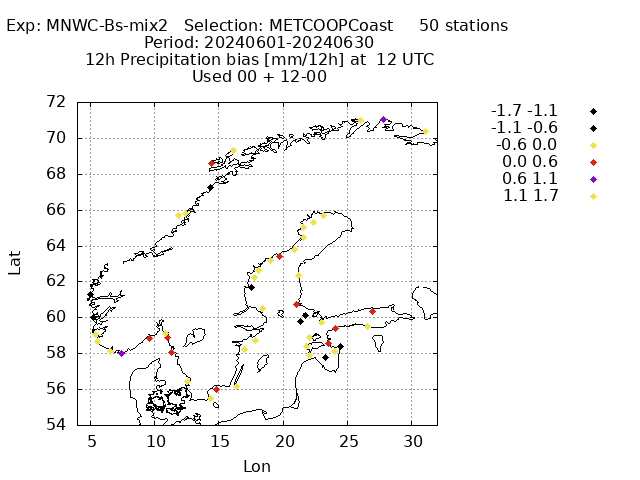 Exp: MNWC-Bs-mix2 Selection: METCOOPCoast 50 stations
Period: 20240601-20240630
12h Precipitation bias [mm/12h] at 12 UTC
Used 00 + 12-00
-1.7 -1.1
-1.1 -0.6
-0.6 0.0
0.0 0.6
0.6 1.1
1.1 1.7
72
70
68
66
64
62
60
58
56
54
Lat
5 10 15 20 25 30
Lon